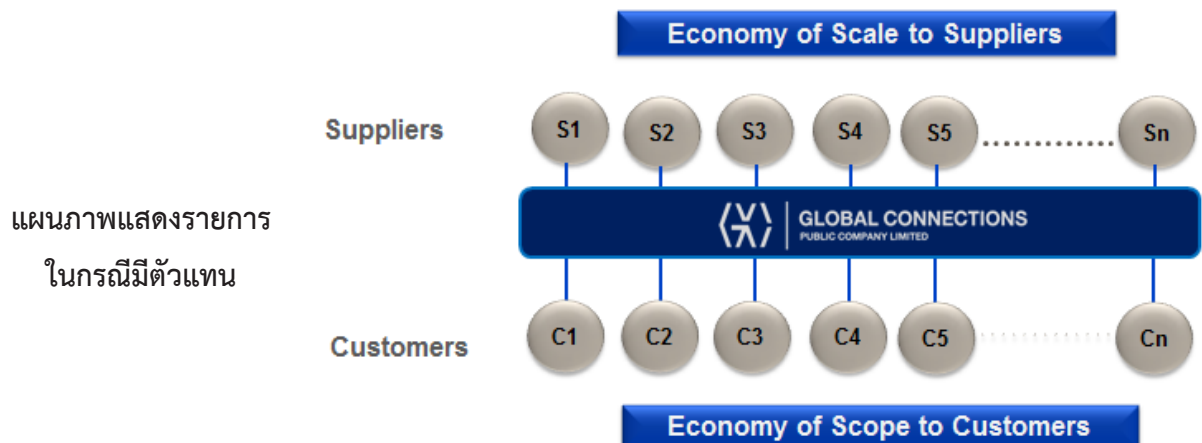 Economy of Scale to Suppliers
Suppliers
S1 S2 S3 S4 S5 Sn
แผนภาพแสดงรายการ
ในกรณีมีตัวแทน
GLOBAL CONNECTIONS
PUBLIC COMPANY LIMITED
Customers
C1 C2 C3 C4 C5 Cn
Economy of Scope to Customers